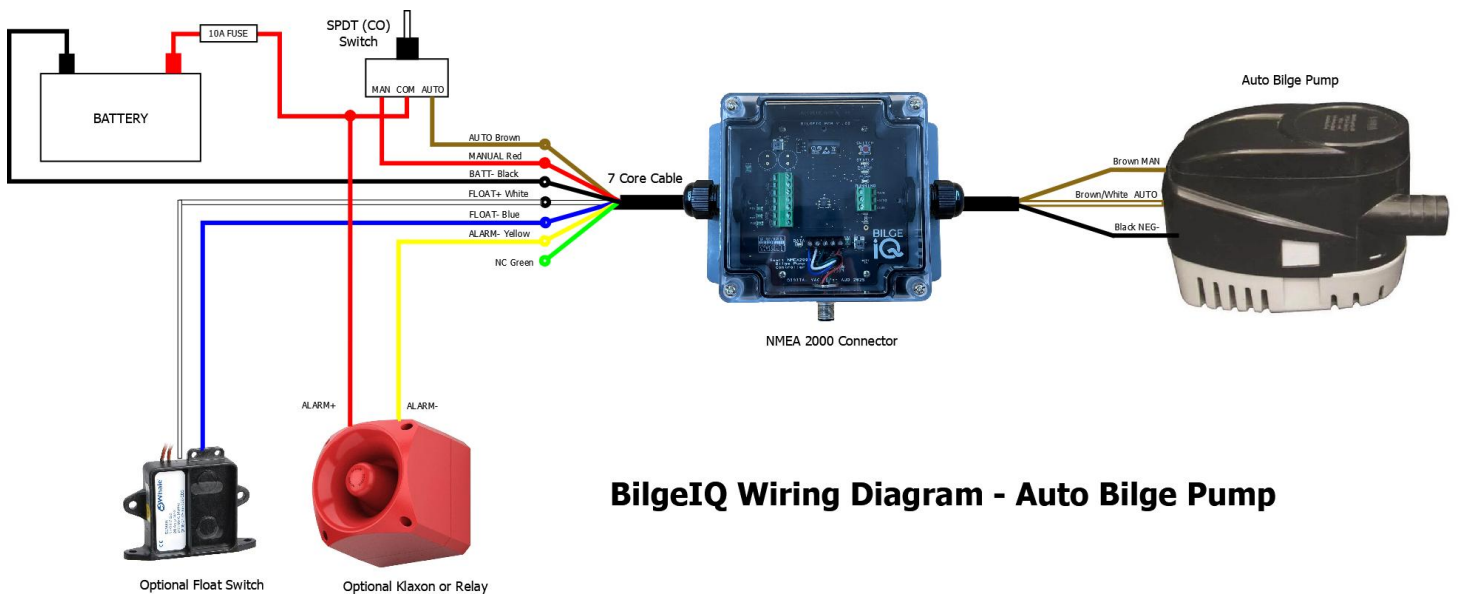 10A FUSE
SPDT (CO)
Switch
MAN COM AUTO
BATTERY
AUTO Brown
MANUAL Red
BATT- Black
FLOAT+ White
FLOAT- Blue
ALARM- Yellow
NC Green
7 Core Cable
BILGE
iQ
NMEA 2000 Connector
Auto Bilge Pump
Brown MAN
Brown/White AUTO
Black NEG-
ALARM+
ALARM-
Whale
Optional Float Switch
Optional Klaxon or Relay
BilgeIQ Wiring Diagram - Auto Bilge Pump